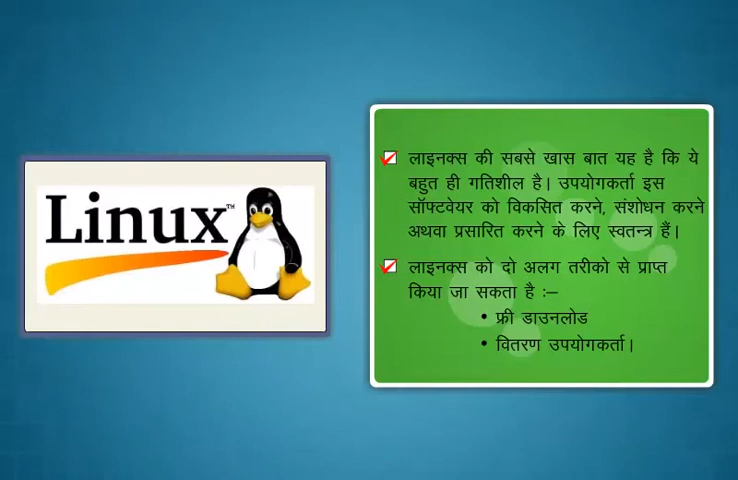 Linux™
लाइनक्स की सबसे खास बात यह है कि ये
बहुत ही गतिशील है। उपयोगकर्ता इस
सॉफ्टवेयर को विकसित करने, संशोधन करने
अथवा प्रसारित करने के लिए स्वतन्त्र हैं।
लाइनक्स को दो अलग तरीको से प्राप्त
किया जा सकता है :–
• फ्री डाउनलोड
• वितरण उपयोगकर्ता।